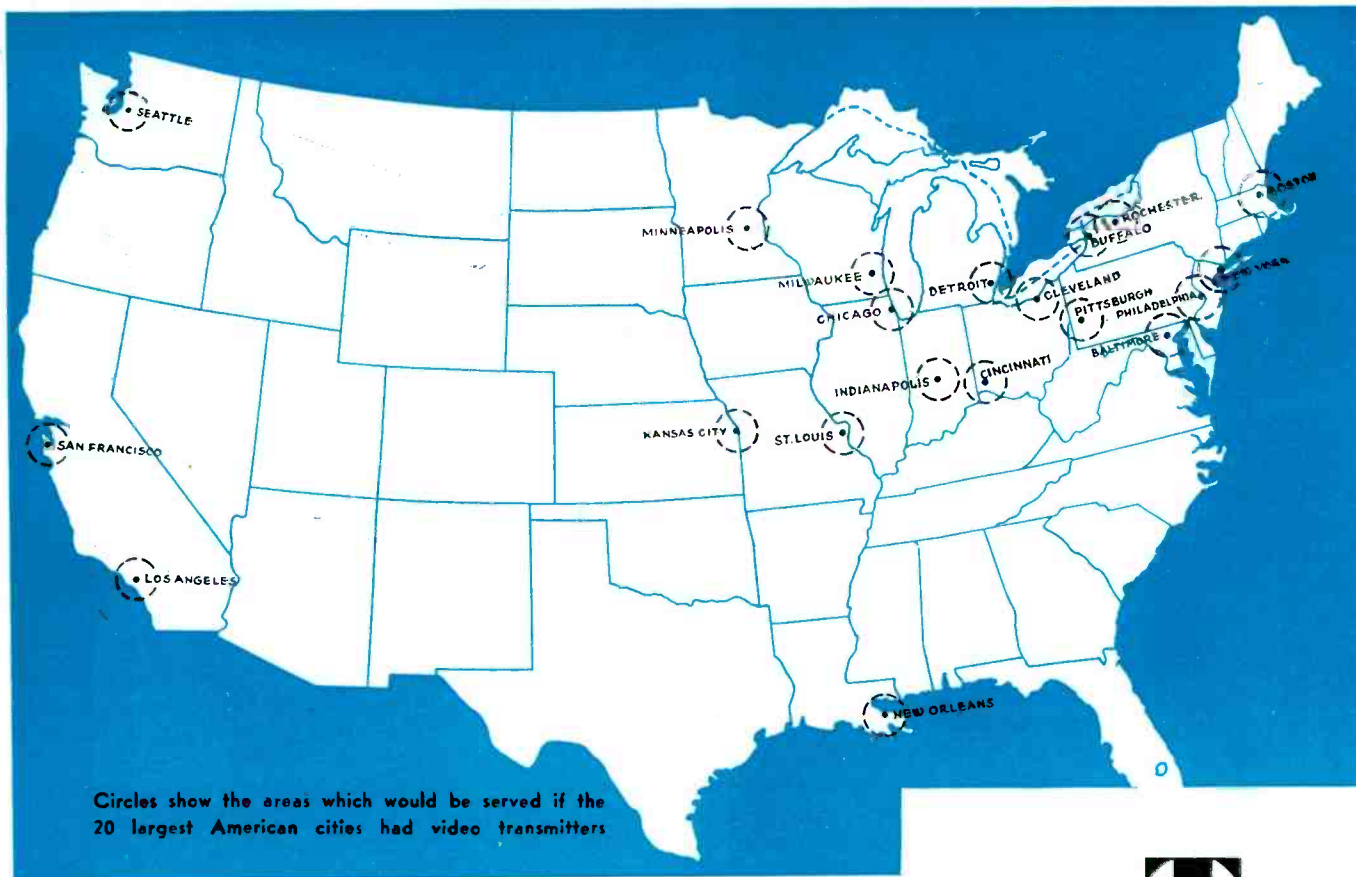 SEATTLE
MINNEAPOLIS
BOSTON
ROCHESTER
BUFFALO
MILWAUKEE
DETROIT
CLEVELAND
NEW YORK
CHICAGO
PITTSBURGH
PHILADELPHIA
BALTIMORE
INDIANAPOLIS
CINCINNATI
KANSAS CITY
ST. LOUIS
SAN FRANCISCO
LOS ANGELES
NEW ORLEANS
Circles show the areas which would be served if the
20 largest American cities had video transmitters